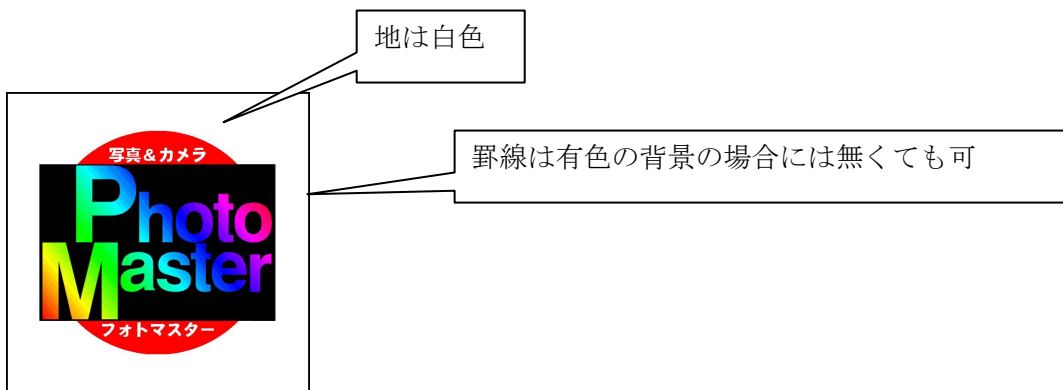 地は白色
罫線は有色の背景の場合には無くても可
写真&カメラ
Photo
Master
フォトマスター